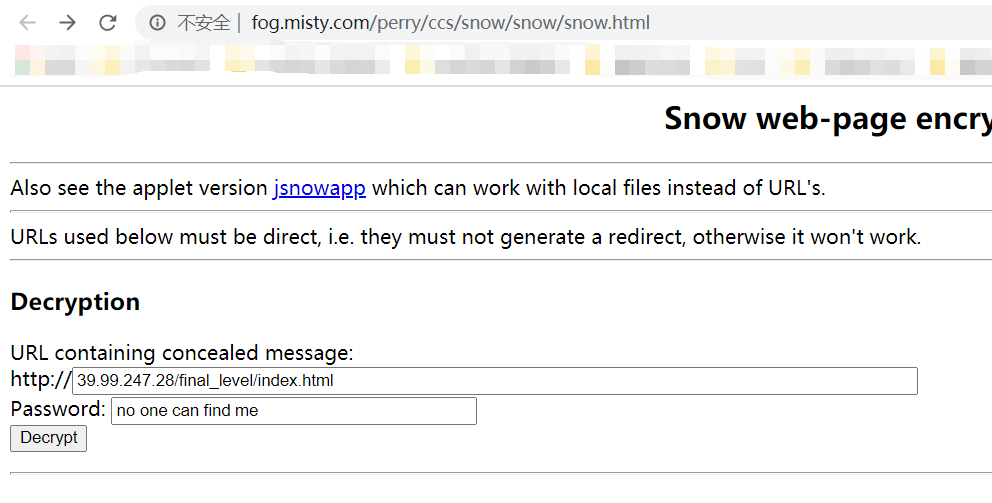 不安全 | fog.misty.com/perry/ccs/snow/snow/snow.html
Snow web-page encry
Also see the applet version jsnowapp which can work with local files instead of URL's.
URLs used below must be direct, i.e. they must not generate a redirect, otherwise it won't work.
Decryption
URL containing concealed message:
http://39.99.247.28/final_level/index.html
Password: no one can find me
Decrypt